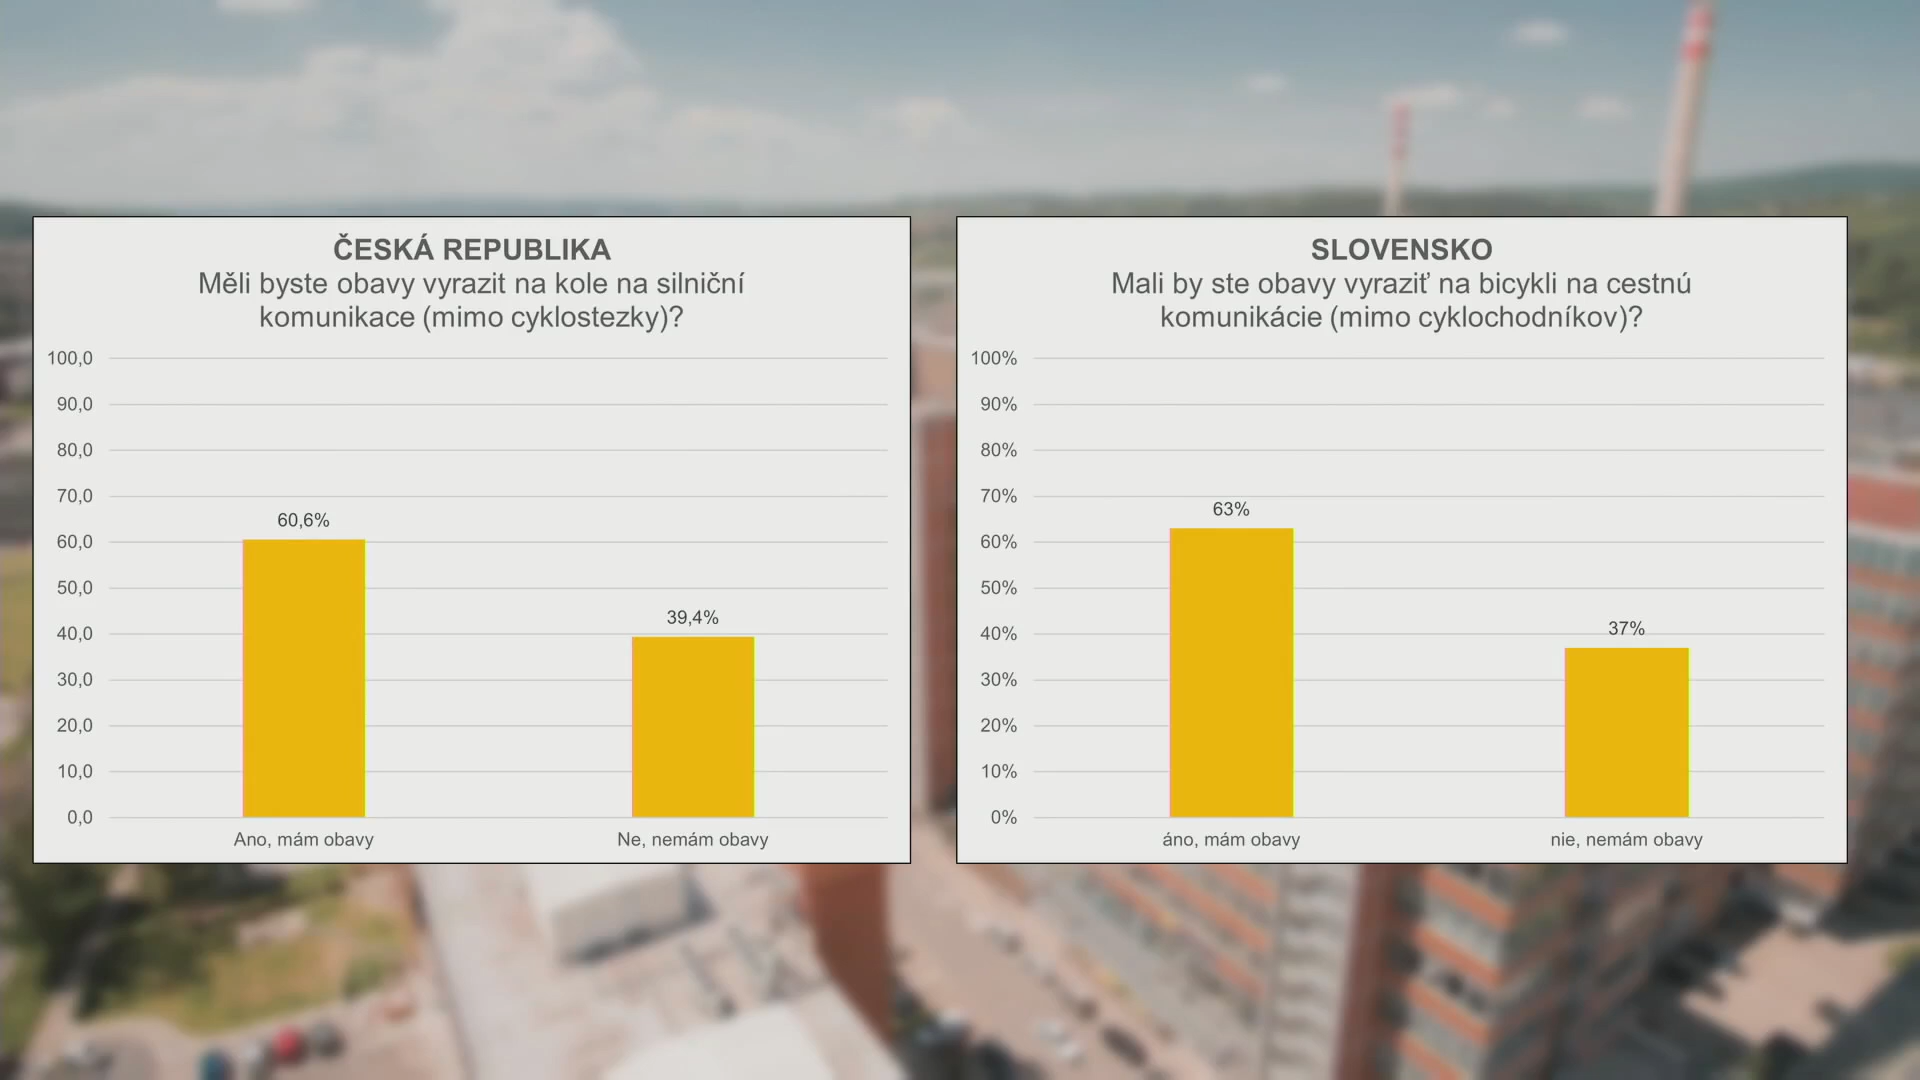 ČESKÁ REPUBLIKA
Měli byste obavy vyrazit na kole na silniční
komunikace (mimo cyklostezky)?
100,0
90,0
80,0
70,0
60,0
50,0
40,0
30,0
20,0
10,0
0,0
60,6%
39,4%
Ano, mám obavy
Ne, nemám obavy
SLOVENSKO
Mali by ste obavy vyraziť na bicykli na cestnú
komunikácie (mimo cyklochodníkov)?
100%
90%
80%
70%
60%
50%
40%
30%
20%
10%
0%
63%
37%
áno, mám obavy
nie, nemám obavy